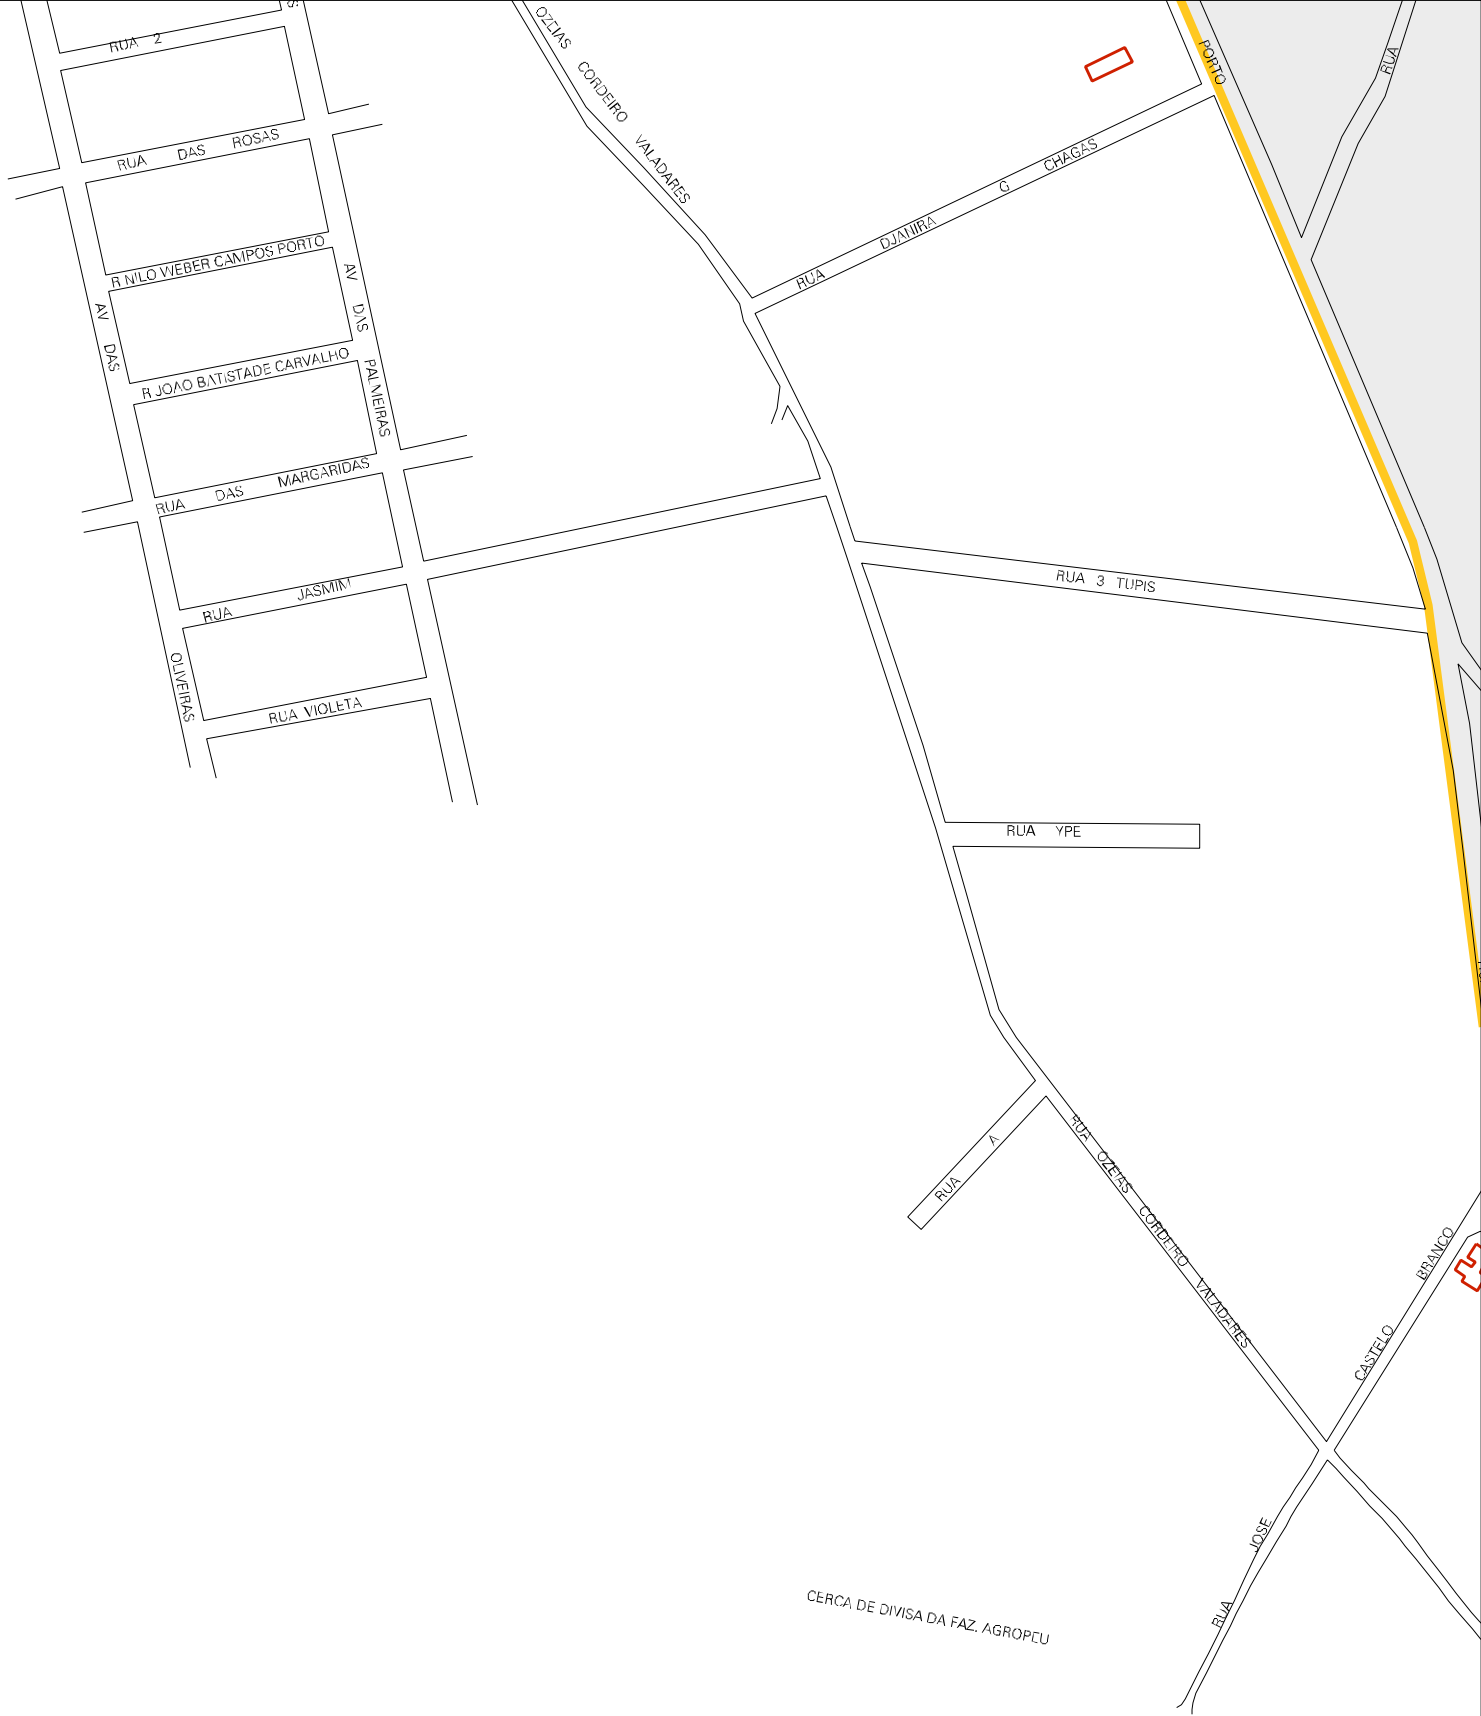 RUA 2
OZEIAS CORDEIRO VALADARES
PORTO
RUA
RUA DAS ROSAS
RUA DJANIRA G CHAGAS
R NILO WEBER CAMPOS PORTO
AV DAS PALMEIRAS
AV DAS OLIVEIRAS
R JOAO BATISTADE CARVALHO
RUA DAS MARGARIDAS
RUA JASMIM
RUA 3 TUPIS
RUA VIOLETA
RUA YPE
RUA A
RUA OZEIAS CORDEIRO VALADARES
RUA JOSE CASTELO BRANCO
CERCA DE DIVISA DA FAZ. AGROPEU